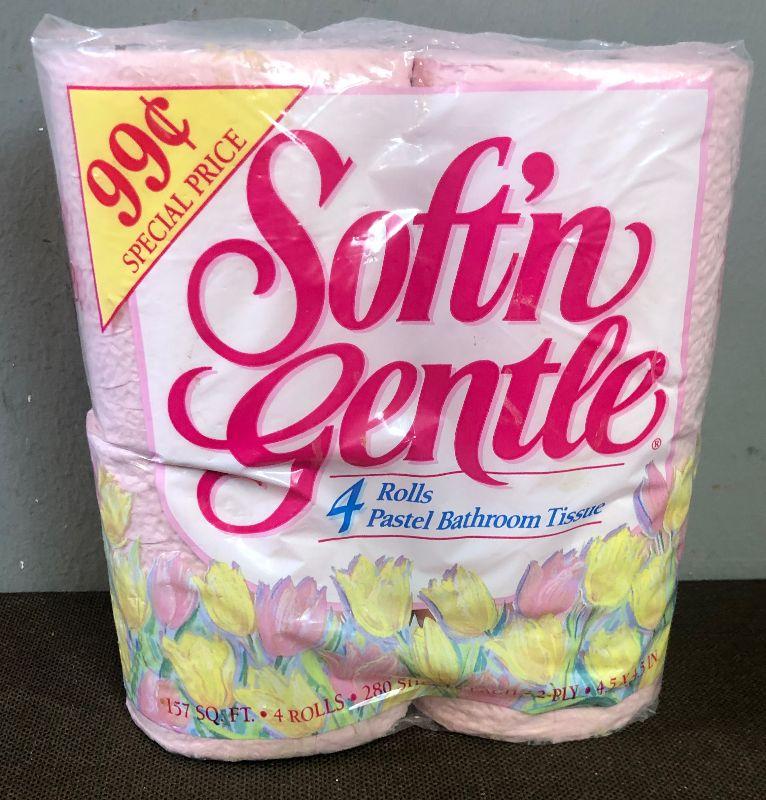 99¢
SPECIAL PRICE
Soft'n
Gentle®
4 Rolls
Pastel Bathroom Tissue
157 SQ. FT. • 4 ROLLS • 280 2 PLY • 4.5 X 4.5 IN